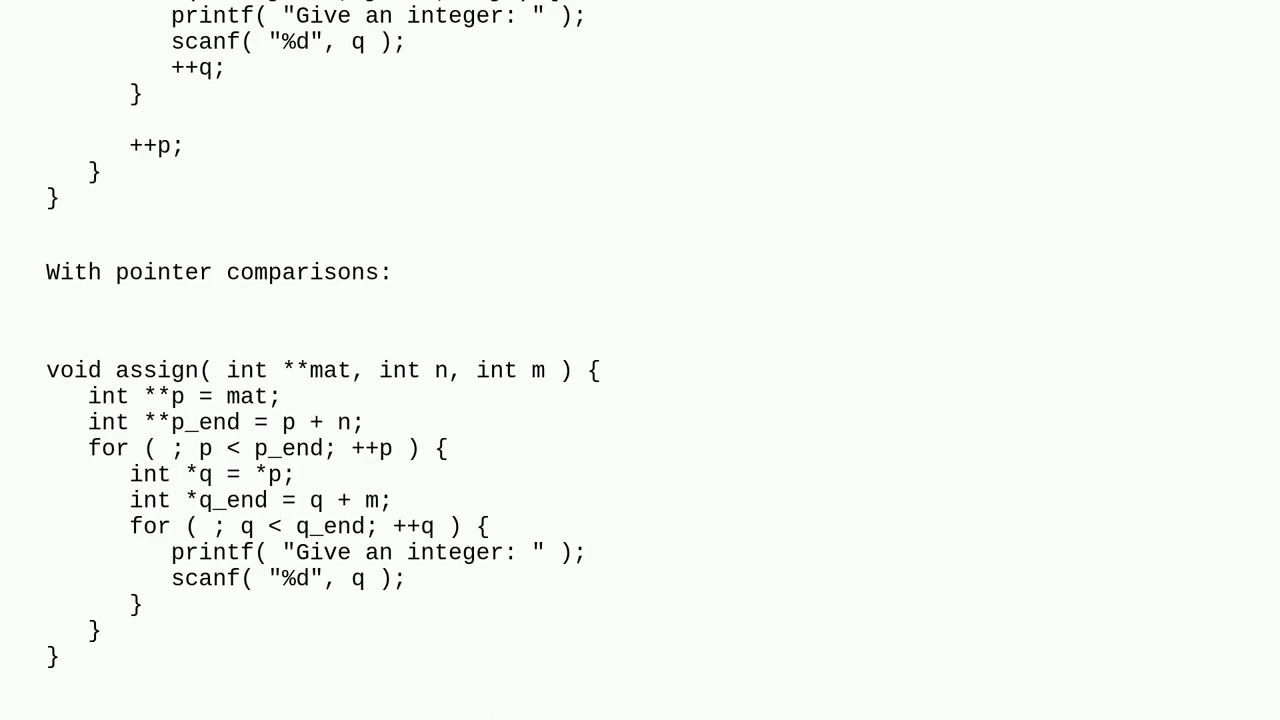 printf( "Give an integer: " );
scanf( "%d", q );
++q;
}
++p;
}
}
With pointer comparisons:
void assign( int **mat, int n, int m ) {
int **p = mat;
int **p_end = p + n;
for ( ; p < p_end; ++p ) {
int *q = *p;
int *q_end = q + m;
for ( ; q < q_end; ++q ) {
printf( "Give an integer: " );
scanf( "%d", q );
}
}
}